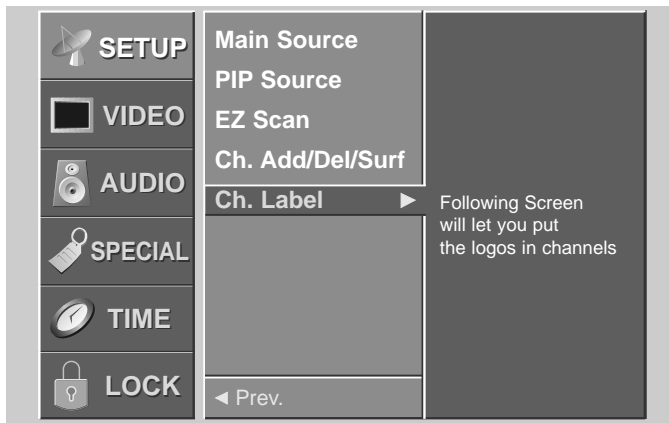 SETUP
VIDEO
AUDIO
SPECIAL
TIME
LOCK
Main Source
PIP Source
EZ Scan
Ch. Add/Del/Surf
Ch. Label ►
◄ Prev.
Following Screen
will let you put
the logos in channels